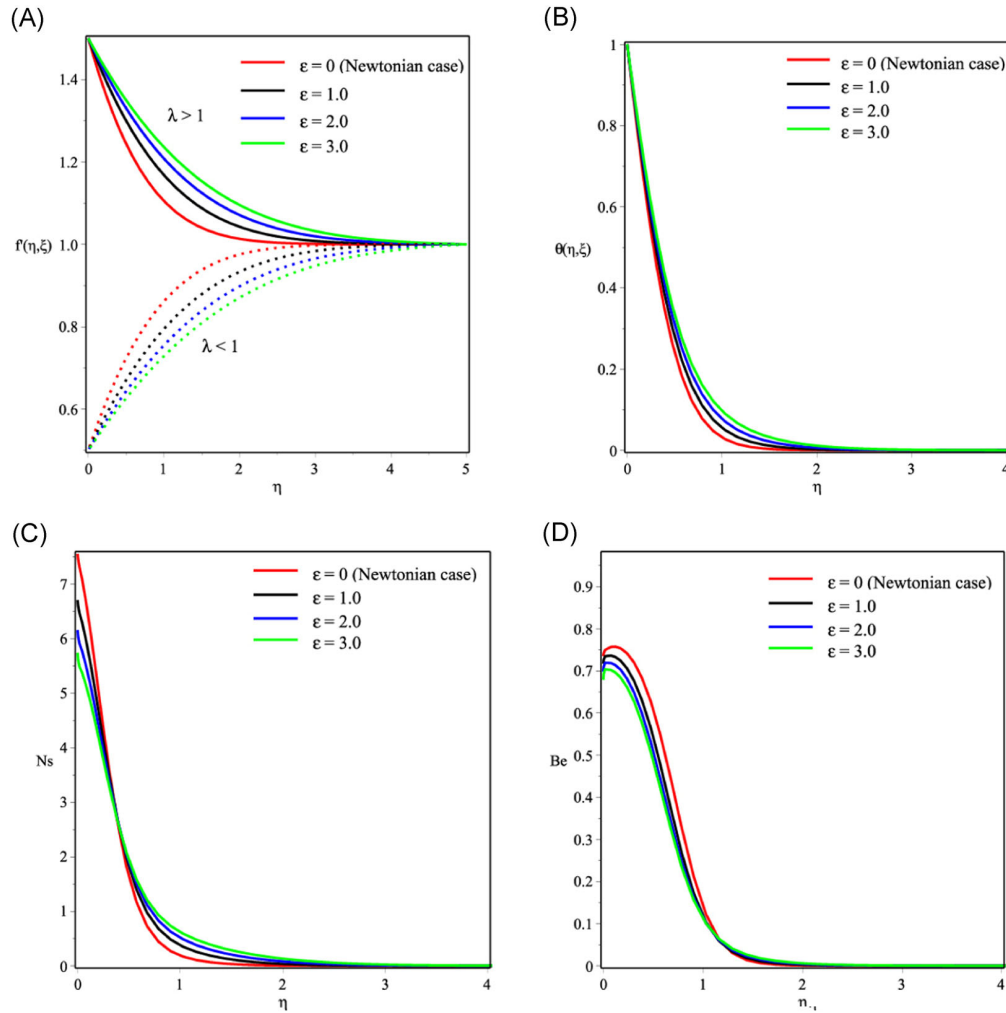 (A)
ε = 0 (Newtonian case)
ε = 1.0
ε = 2.0
ε = 3.0
λ > 1
λ < 1
1.4
1.2
f'(η,ξ) 1.0
0.8
0.6
0 1 2 3 4 5
η
(B)
ε = 0 (Newtonian case)
ε = 1.0
ε = 2.0
ε = 3.0
1
0.8
0.6
θ(η,ξ)
0.4
0.2
0
0 1 2 3 4
η
(C)
ε = 0 (Newtonian case)
ε = 1.0
ε = 2.0
ε = 3.0
7
6
5
Ns
4
3
2
1
0
0 1 2 3 4
η
(D)
ε = 0 (Newtonian case)
ε = 1.0
ε = 2.0
ε = 3.0
0.9
0.8
0.7
0.6
0.5
Be
0.4
0.3
0.2
0.1
0
0 1 2 3 4